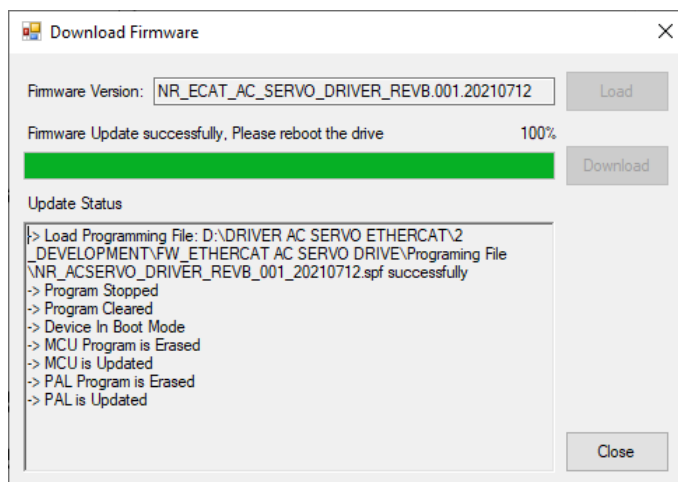 Download Firmware
Firmware Version: NR_ECAT_AC_SERVO_DRIVER_REVB.001.20210712 Load
Firmware Update successfully, Please reboot the drive 100%
Download
Update Status
-> Load Programming File: D:\DRIVER AC SERVO ETHERCAT\2
_DEVELOPMENT\FW_ETHERCAT AC SERVO DRIVE\Programing File
\NR_ACSERVO_DRIVER_REVB_001_20210712.spf successfully
-> Program Stopped
-> Program Cleared
-> Device In Boot Mode
-> MCU Program is Erased
-> MCU is Updated
-> PAL Program is Erased
-> PAL is Updated
Close